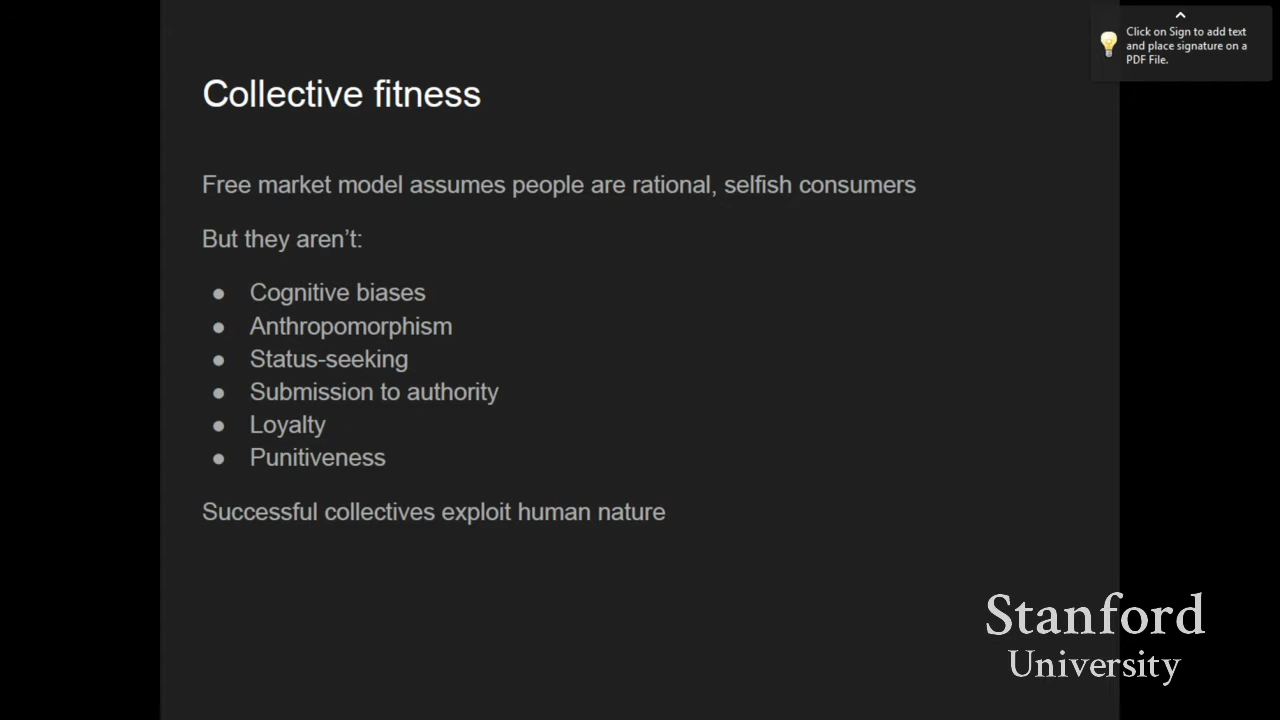 Click on Sign to add text
and place signature on a
PDF File.
Collective fitness
Free market model assumes people are rational, selfish consumers
But they aren’t:
● Cognitive biases
● Anthropomorphism
● Status-seeking
● Submission to authority
● Loyalty
● Punitiveness
Successful collectives exploit human nature
Stanford
University